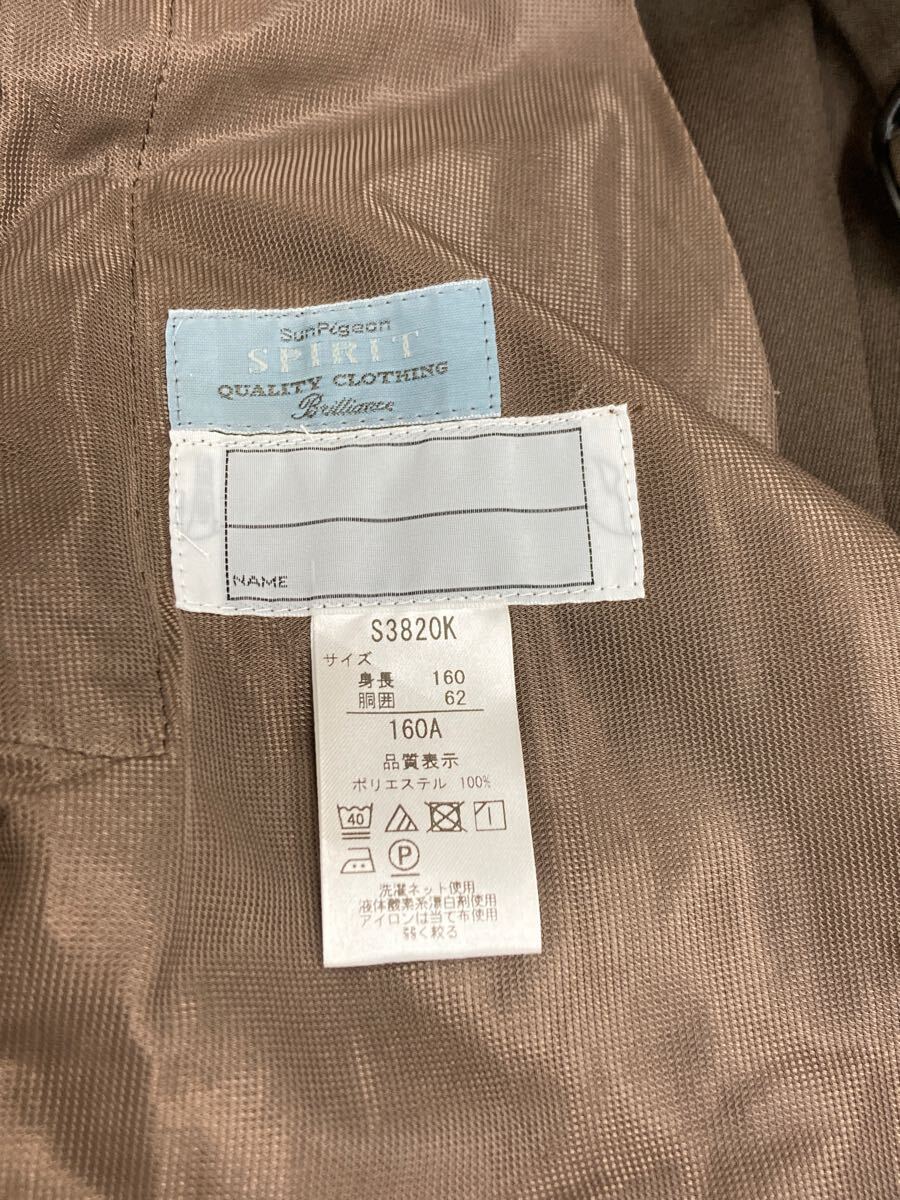 SunPigeon
SPIRIT
QUALITY CLOTHING
Brilliance
NAME
S3820K
サイズ
身長 160
胴囲 62
160A
品質表示
ポリエステル 100%
40
P
洗濯ネット使用
液体酸素系漂白剤使用
アイロンは当て布使用
弱く絞る